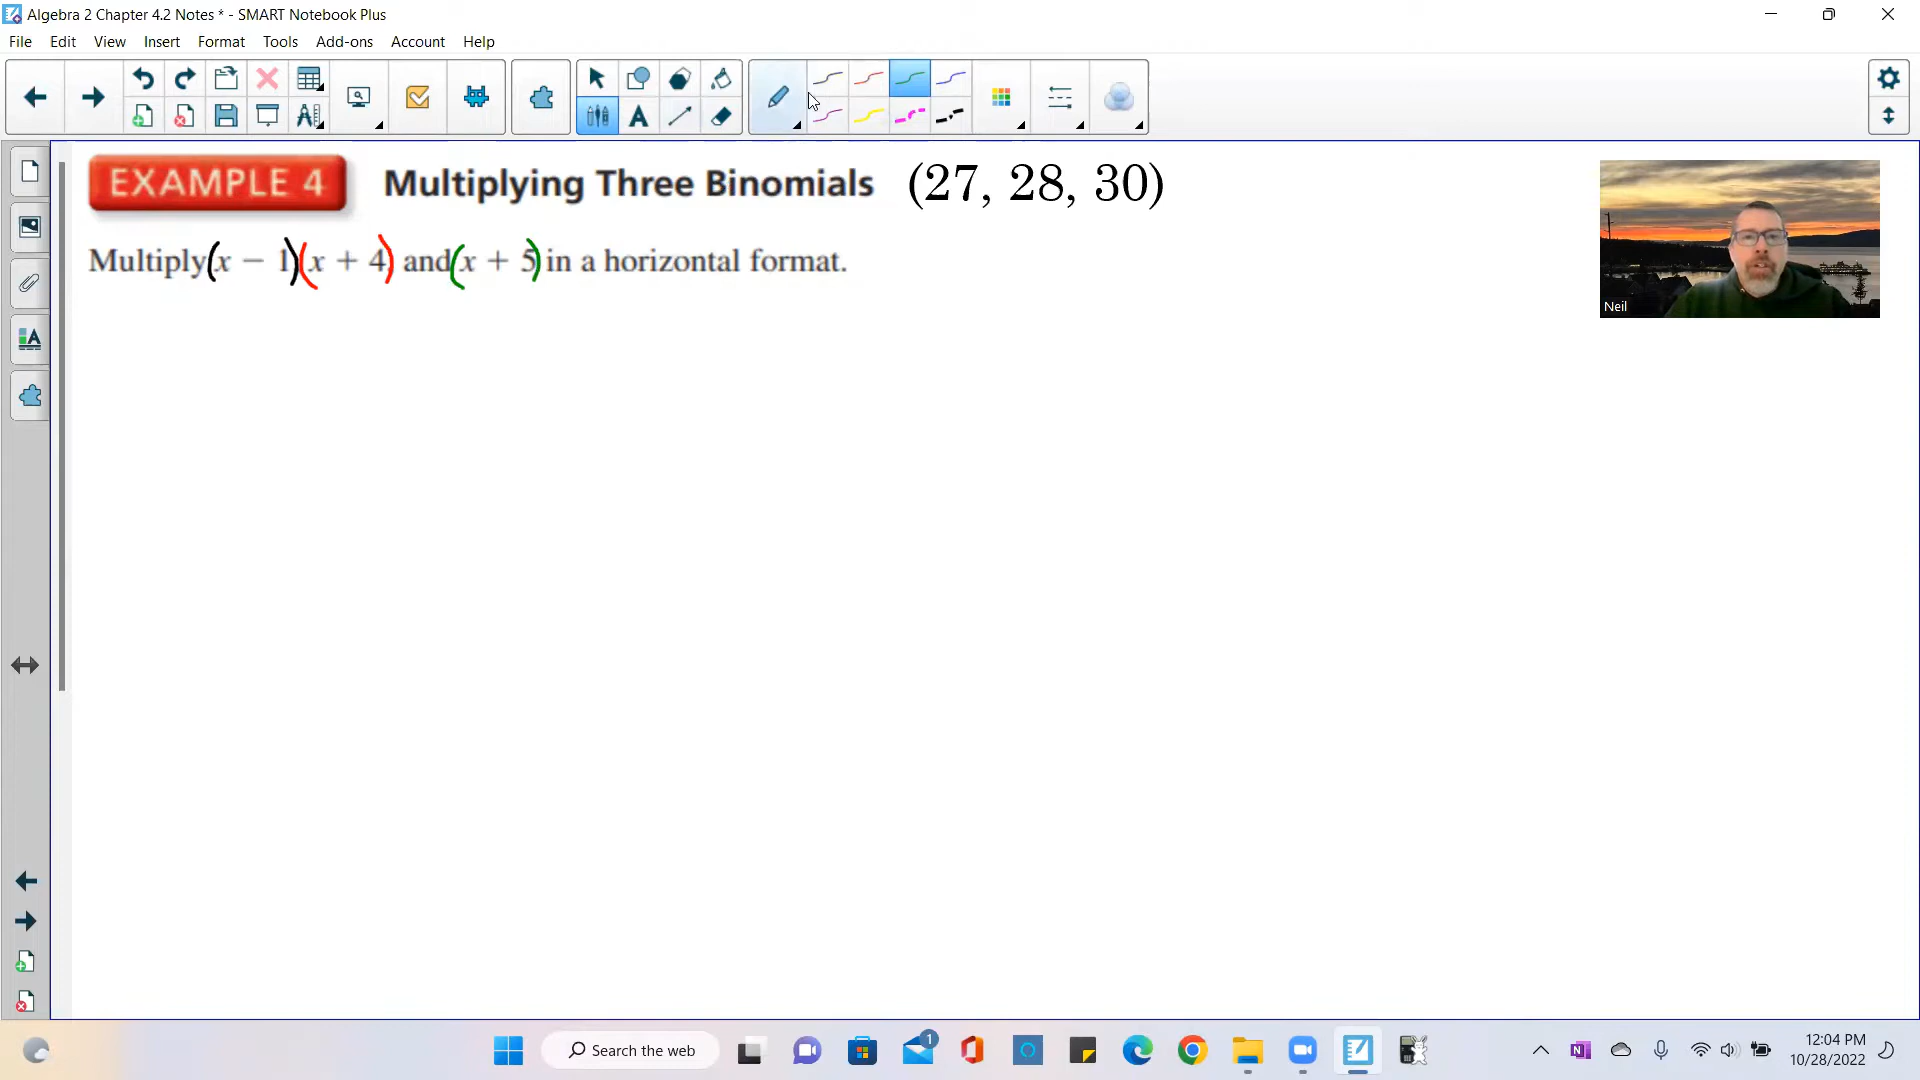 Algebra 2 Chapter 4.2 Notes * - SMART Notebook Plus
File Edit View Insert Format Tools Add-ons Account Help
EXAMPLE 4 Multiplying Three Binomials (27, 28, 30)
Multiply (x − 1)(x + 4) and (x + 5) in a horizontal format.
Neil
Search the web
1
12:04 PM
10/28/2022